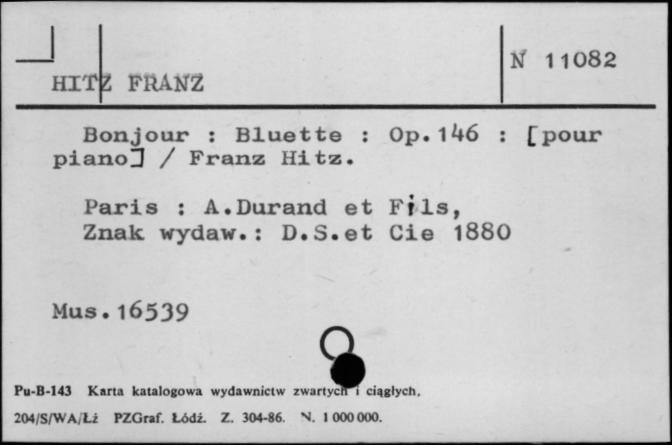 N 11082
HITZ FRANZ
Bonjour : Bluette : Op.146 : [pour
piano] / Franz Hitz.
Paris : A.Durand et Fils,
Znak wydaw.: D.S.et Cie 1880
Mus.16539
Pu-B-143 Karta katalogowa wydawnictw zwartych i ciągłych.
204/S/WA/Łż PZGraf. Łódź. Z. 304-86. N. 1 000 000.